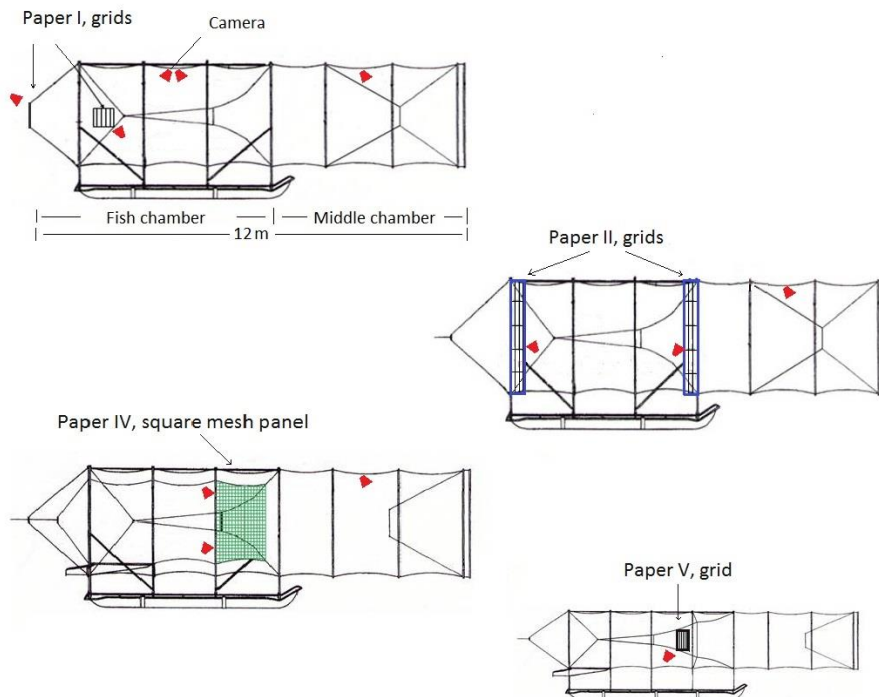 Paper I, grids
Camera
Fish chamber
Middle chamber
12 m
Paper II, grids
Paper IV, square mesh panel
Paper V, grid